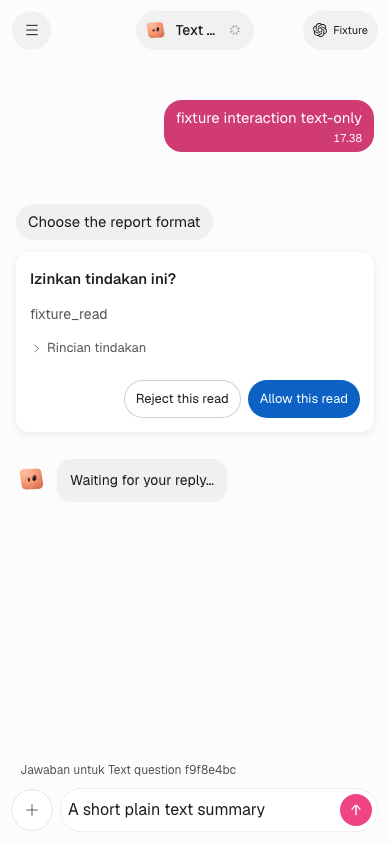 Text ...
Fixture
fixture interaction text-only
17.38
Choose the report format
Izinkan tindakan ini?
fixture_read
Rincian tindakan
Reject this read
Allow this read
Waiting for your reply...
Jawaban untuk Text question f9f8e4bc
A short plain text summary